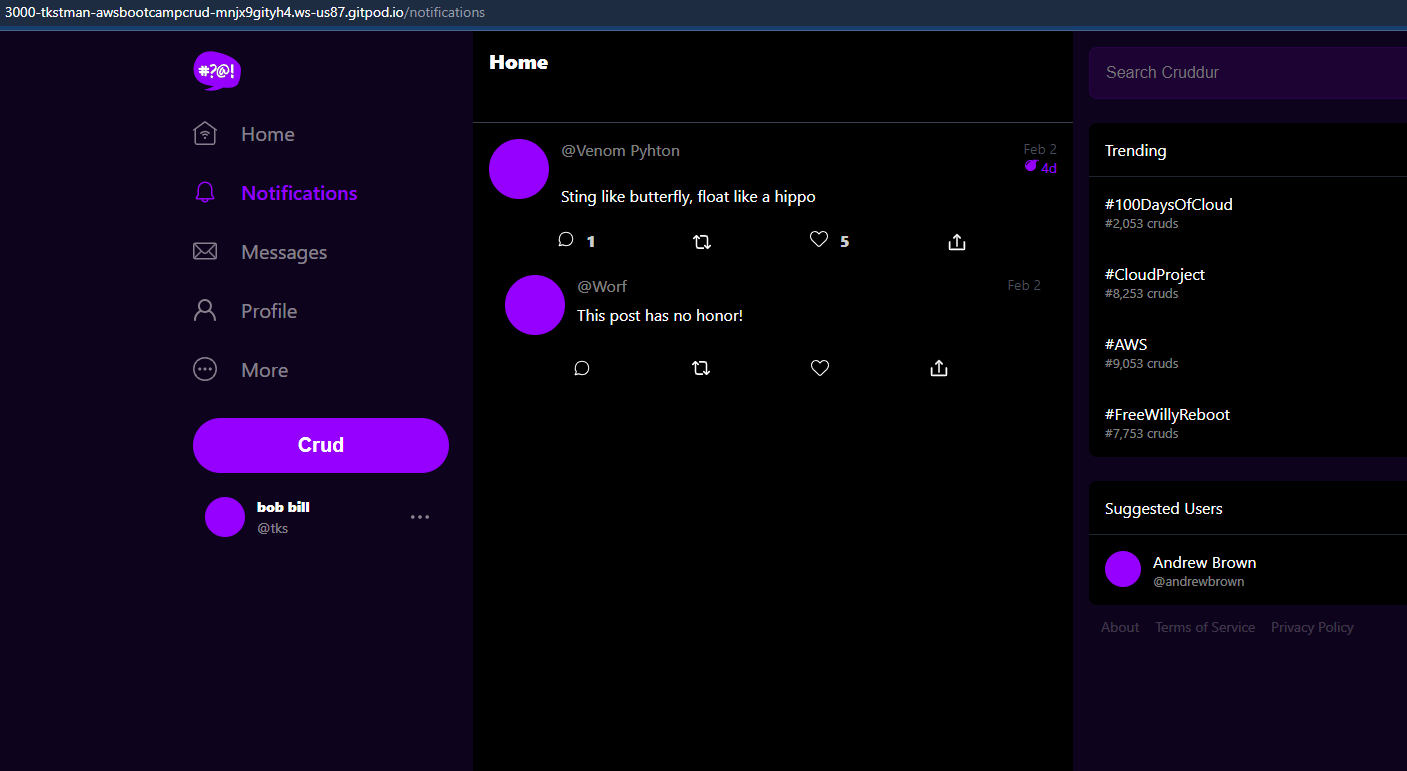 3000-tkstman-awsbootcampcrud-mnjx9gityh4.ws-us87.gitpod.io/notifications
#?@!
Home
Notifications
Messages
Profile
More
Crud
bob bill
@tks
Home
@Venom Pyhton
Feb 2
4d
Sting like butterfly, float like a hippo
1
5
@Worf
Feb 2
This post has no honor!
Search Cruddur
Trending
#100DaysOfCloud
#2,053 cruds
#CloudProject
#8,253 cruds
#AWS
#9,053 cruds
#FreeWillyReboot
#7,753 cruds
Suggested Users
Andrew Brown
@andrewbrown
About Terms of Service Privacy Policy